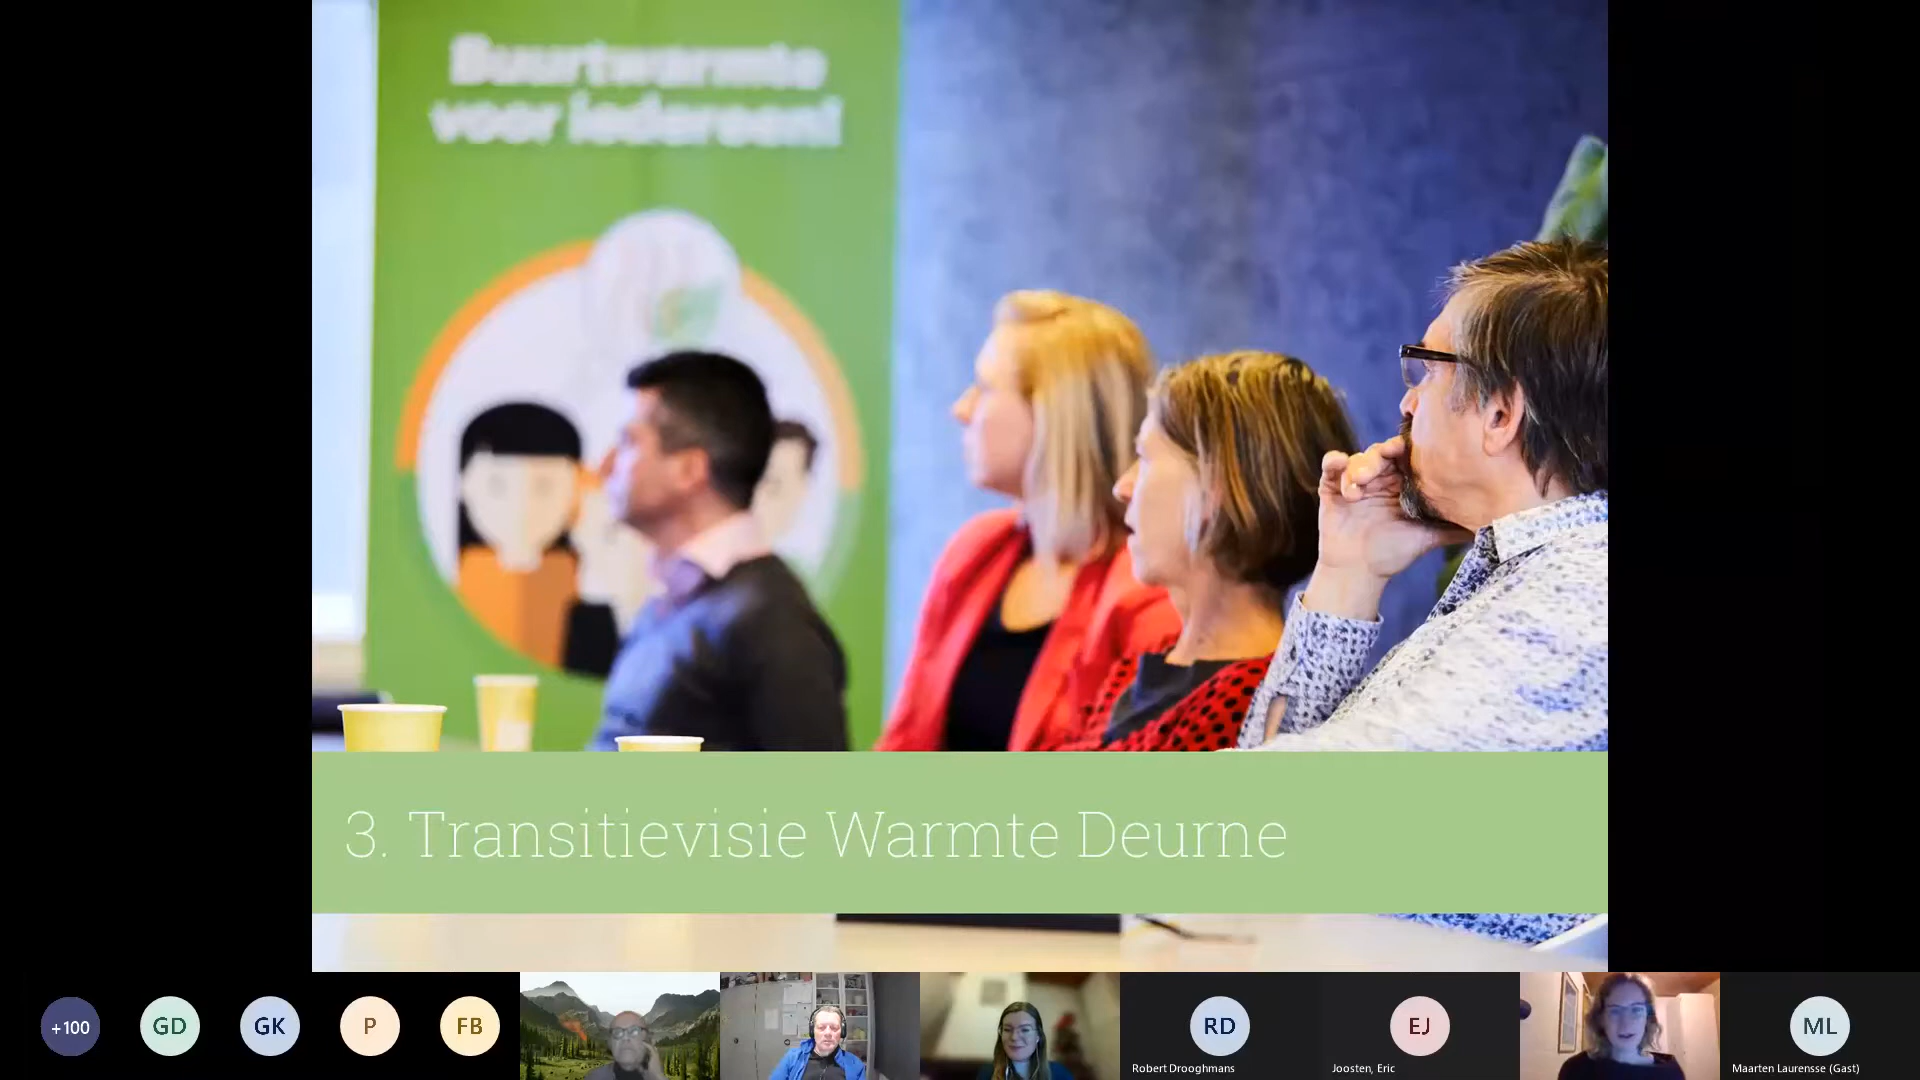 Buurtwarmte
voor iedereen!
3. Transitievisie Warmte Deurne
+100
GD
GK
P
FB
RD
EJ
ML
Robert Drooghmans
Joosten, Eric
Maarten Laurensse (Gast)